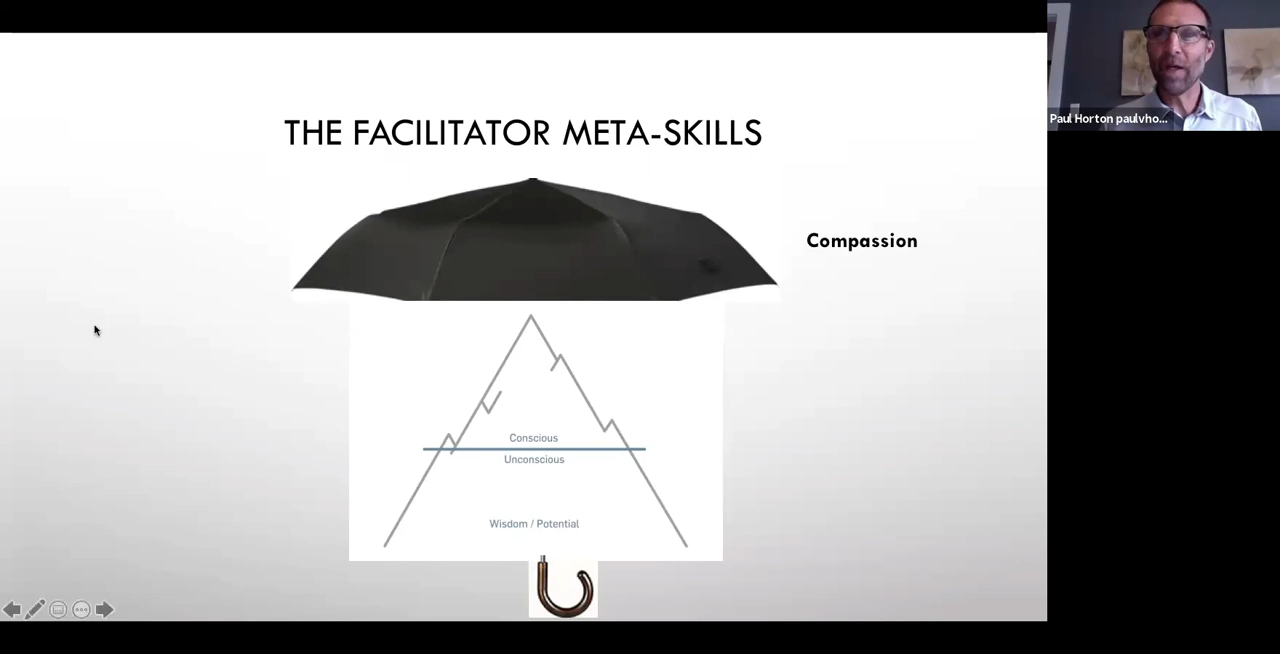 THE FACILITATOR META-SKILLS
Compassion
Conscious
Unconscious
Wisdom / Potential
Paul Horton paulvho...